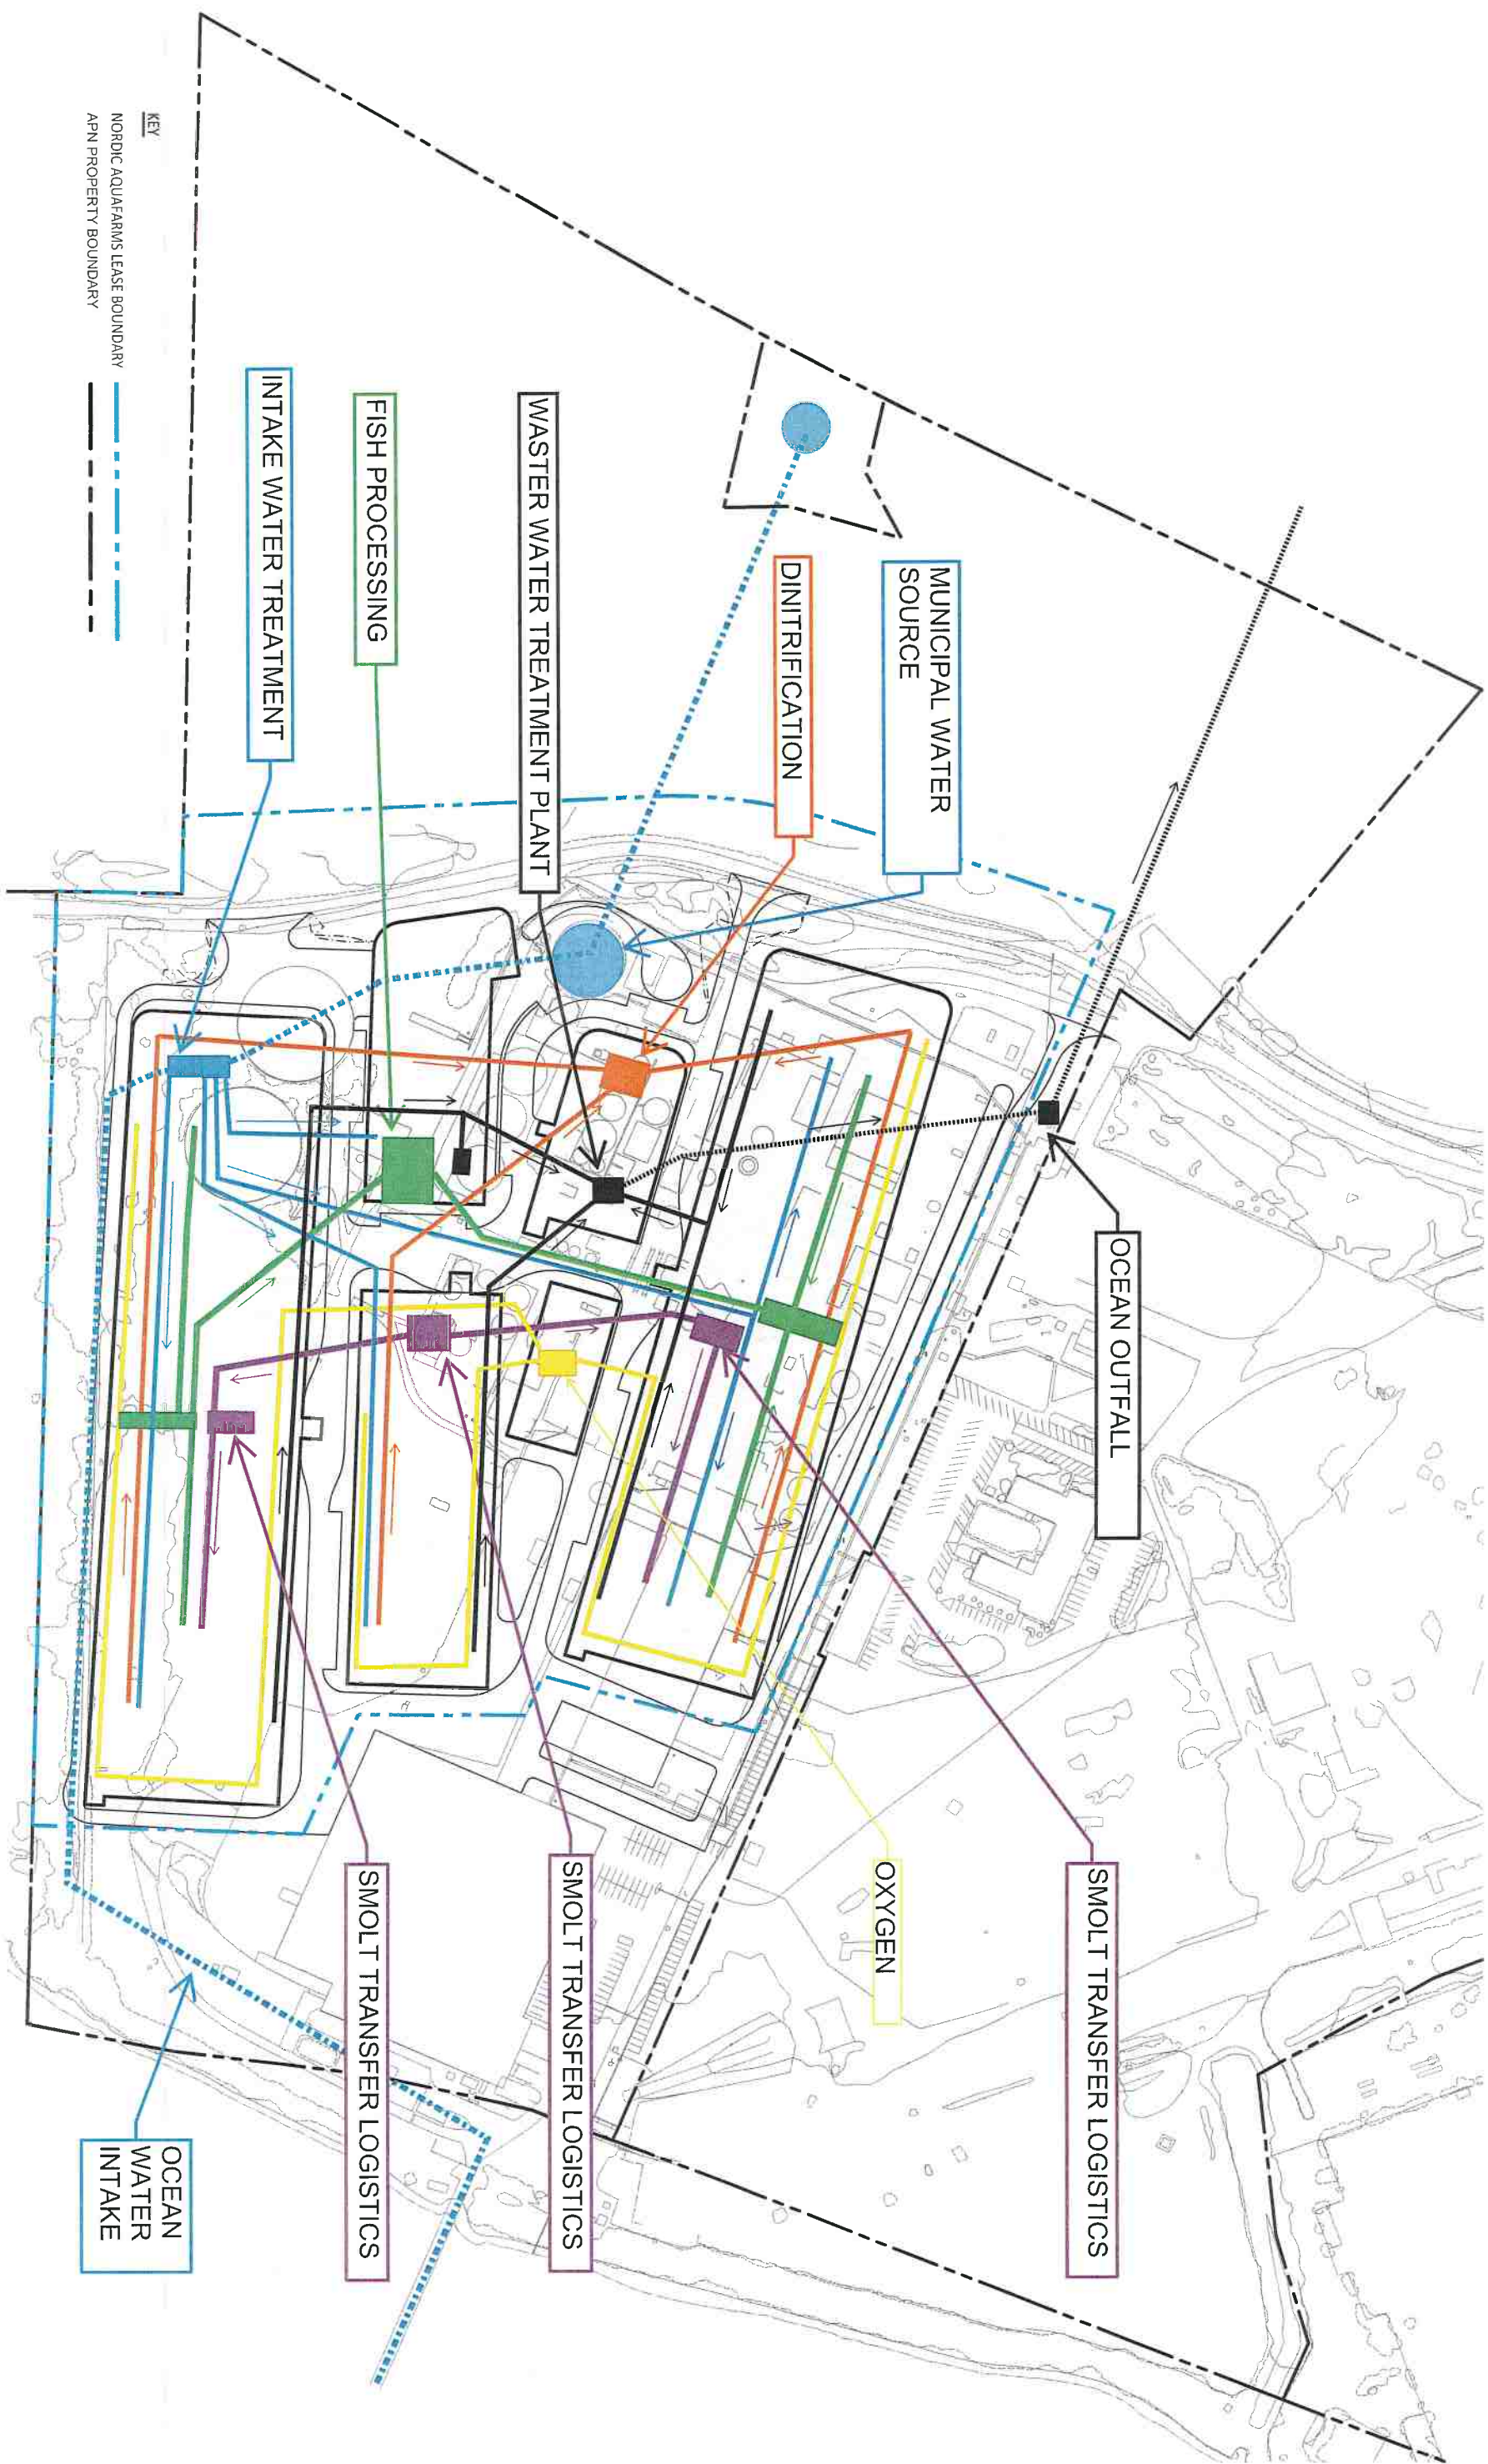 OCEAN OUTFALL
SMOLT TRANSFER LOGISTICS
MUNICIPAL WATER
SOURCE
OXYGEN
DINITRIFICATION
SMOLT TRANSFER LOGISTICS
WASTER WATER TREATMENT PLANT
FISH PROCESSING
SMOLT TRANSFER LOGISTICS
INTAKE WATER TREATMENT
OCEAN
WATER
INTAKE
KEY
NORDIC AQUAFARMS LEASE BOUNDARY
APN PROPERTY BOUNDARY